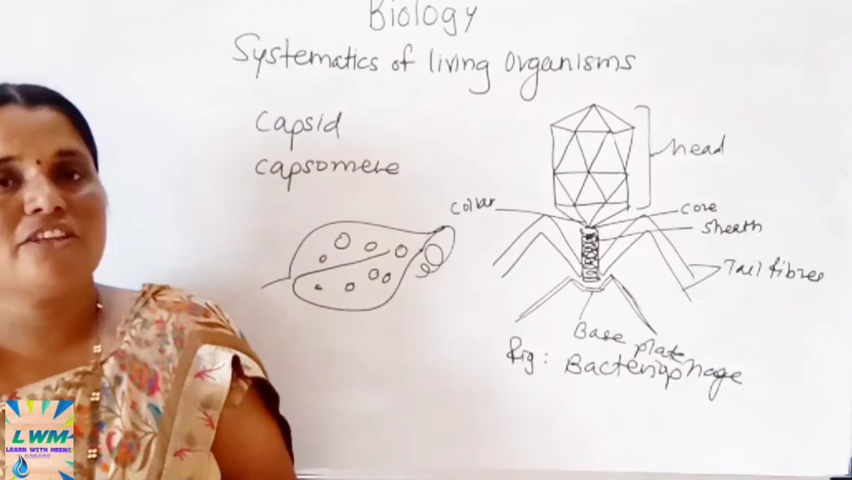 Biology
Systematics of living organisms
Capsid
Capsomere
head
Collar
core
Sheath
Tail fibres
Base plate
Fig: Bacteriophage
LWM
LEARN WITH